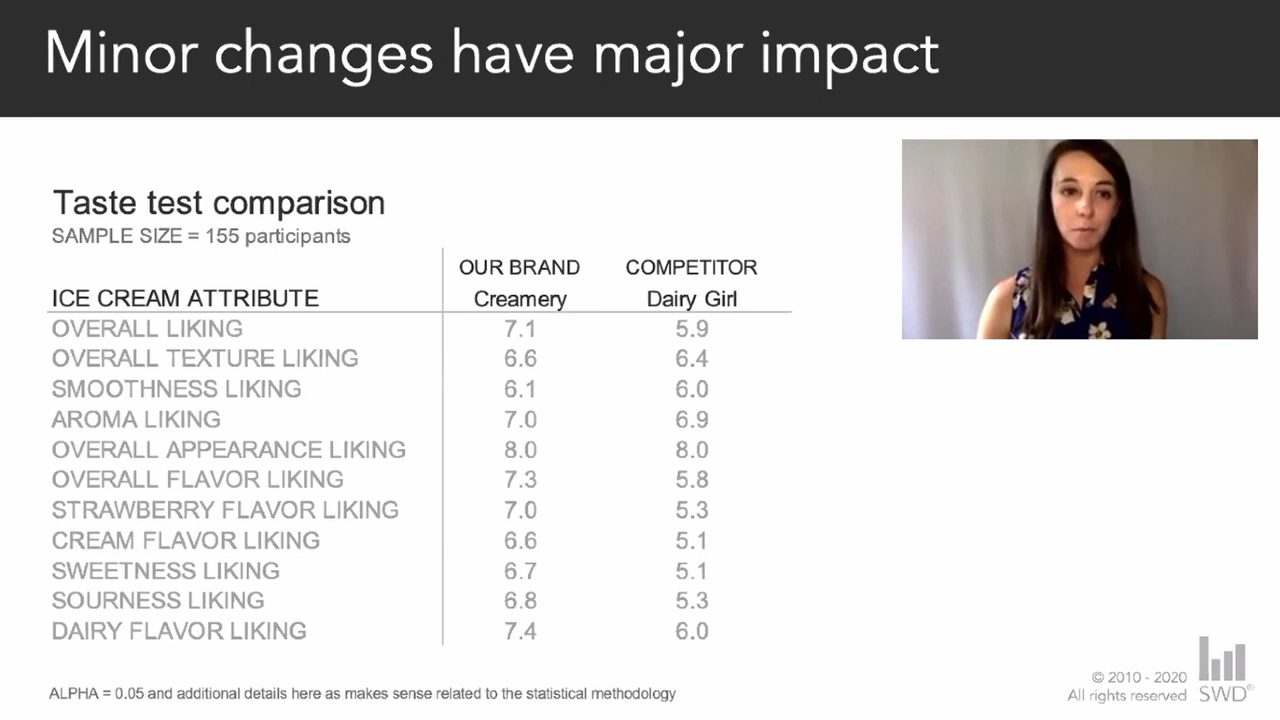 Minor changes have major impact
Taste test comparison
SAMPLE SIZE = 155 participants
OUR BRAND COMPETITOR
ICE CREAM ATTRIBUTE Creamery Dairy Girl
OVERALL LIKING 7.1 5.9
OVERALL TEXTURE LIKING 6.6 6.4
SMOOTHNESS LIKING 6.1 6.0
AROMA LIKING 7.0 6.9
OVERALL APPEARANCE LIKING 8.0 8.0
OVERALL FLAVOR LIKING 7.3 5.8
STRAWBERRY FLAVOR LIKING 7.0 5.3
CREAM FLAVOR LIKING 6.6 5.1
SWEETNESS LIKING 6.7 5.1
SOURNESS LIKING 6.8 5.3
DAIRY FLAVOR LIKING 7.4 6.0
ALPHA = 0.05 and additional details here as makes sense related to the statistical methodology
© 2010 - 2020
All rights reserved
SWD®